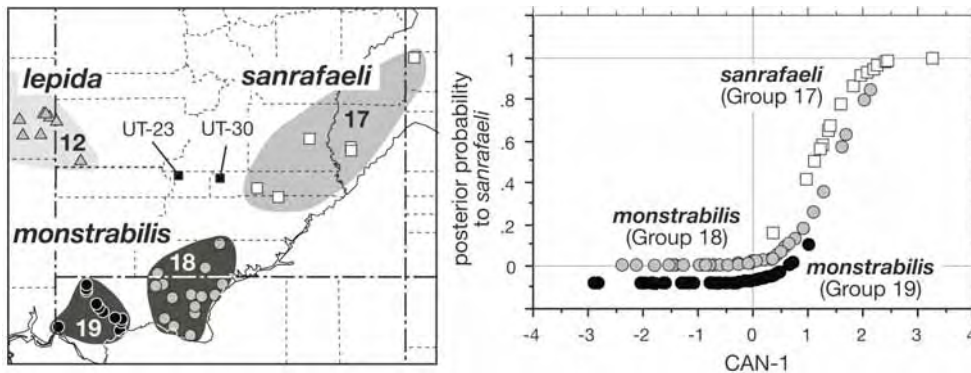 lepida
sanrafaeli
12
UT-23
UT-30
17
monstrabilis
18
19
posterior probability
to sanrafaeli
1
.8
.6
.4
.2
0
sanrafaeli
(Group 17)
monstrabilis
(Group 18)
monstrabilis
(Group 19)
-4 -3 -2 -1 0 1 2 3 4
CAN-1